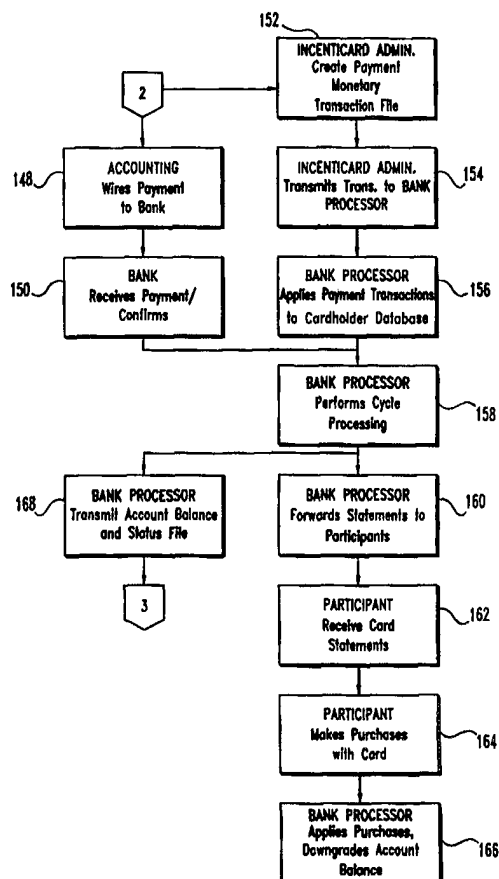 152
INCENTICARD ADMIN.
Create Payment
Monetary
Transaction File
2
148
ACCOUNTING
Wires Payment
to Bank
INCENTICARD ADMIN.
Transmits Trans. to BANK
PROCESSOR
154
150
BANK
Receives Payment/
Confirms
BANK PROCESSOR
Applies Payment Transactions
to Cardholder Database
156
BANK PROCESSOR
Performs Cycle
Processing
158
168
BANK PROCESSOR
Transmit Account Balance
and Status File
BANK PROCESSOR
Forwards Statements to
Participants
160
3
PARTICIPANT
Receive Card
Statements
162
PARTICIPANT
Makes Purchases
with Card
164
BANK PROCESSOR
Applies Purchases,
Downgrades Account
Balance
166